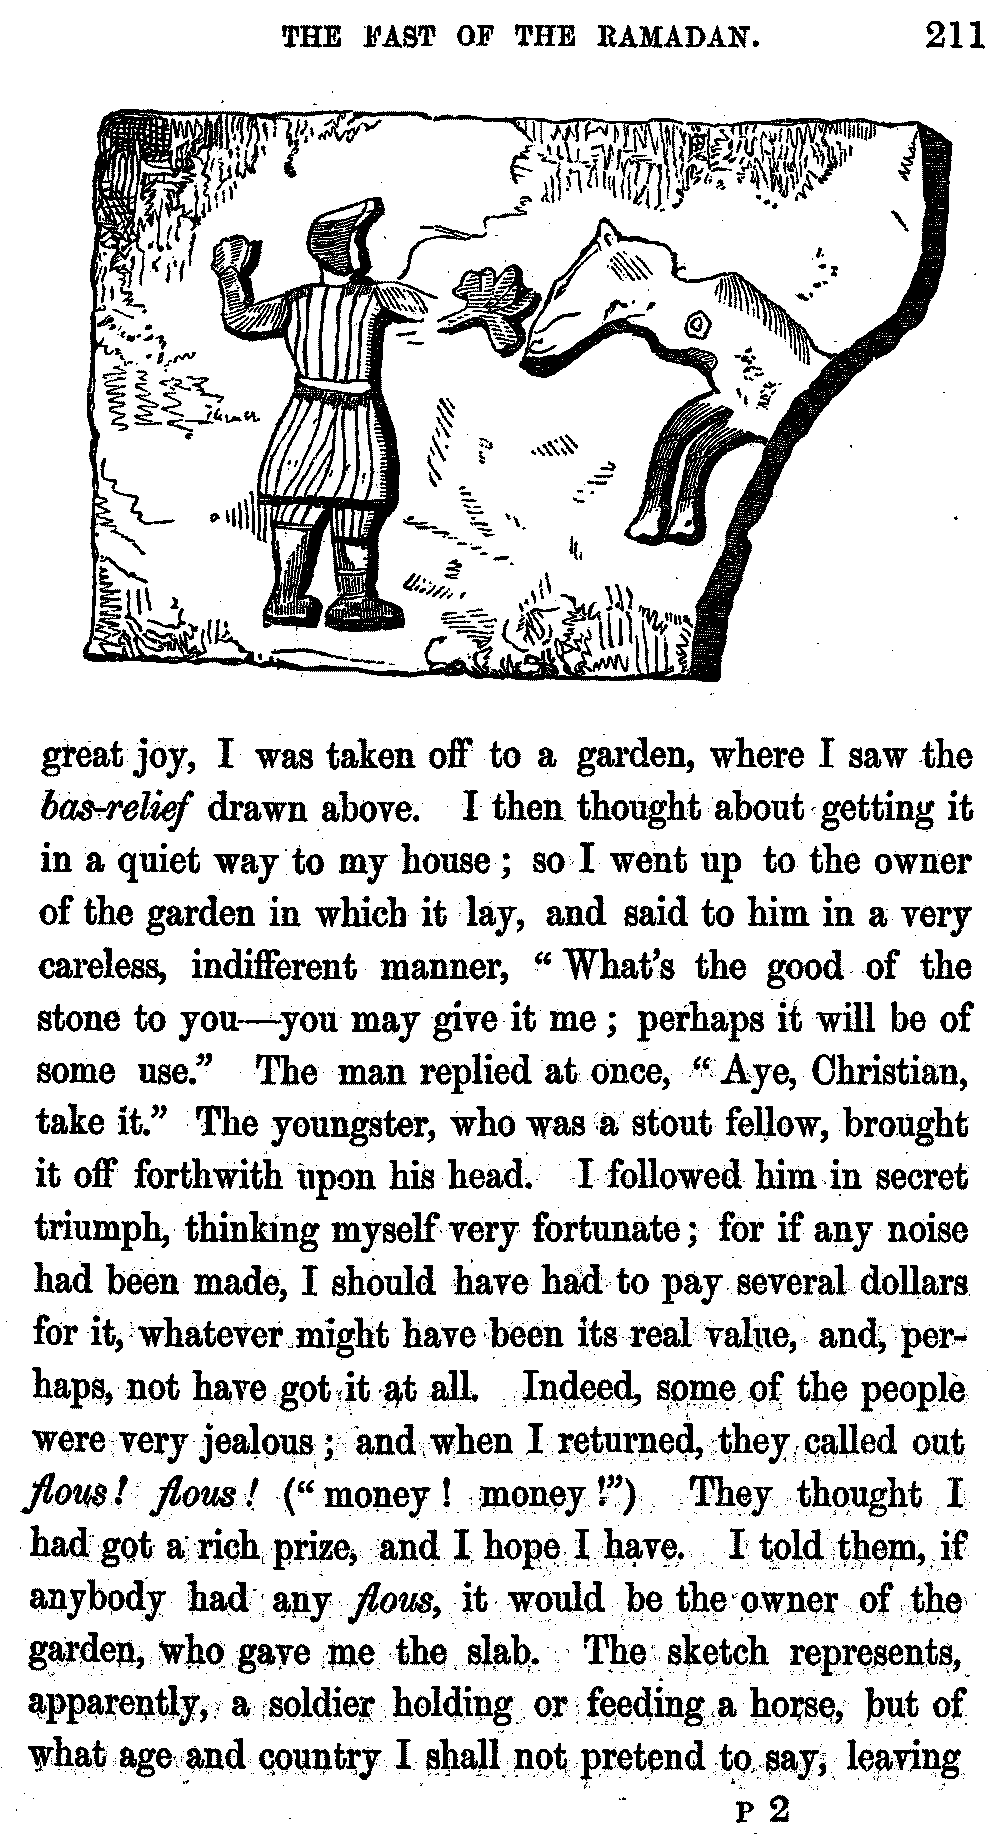 THE FAST OF THE RAMADAN. 211
great joy, I was taken off to a garden, where I saw the
bas-relief drawn above. I then thought about getting it
in a quiet way to my house; so I went up to the owner
of the garden in which it lay, and said to him in a very
careless, indifferent manner, “What's the good of the
stone to you—you may give it me; perhaps it will be of
some use.” The man replied at once, “Aye, Christian,
take it.” The youngster, who was a stout fellow, brought
it off forthwith upon his head. I followed him in secret
triumph, thinking myself very fortunate; for if any noise
had been made, I should have had to pay several dollars
for it, whatever might have been its real value, and, per-
haps, not have got it at all. Indeed, some of the people
were very jealous; and when I returned, they called out
flous! flous! (“money! money!”) They thought I
had got a rich prize, and I hope I have. I told them, if
anybody had any flous, it would be the owner of the
garden, who gave me the slab. The sketch represents,
apparently, a soldier holding or feeding a horse, but of
what age and country I shall not pretend to say, leaving
P 2